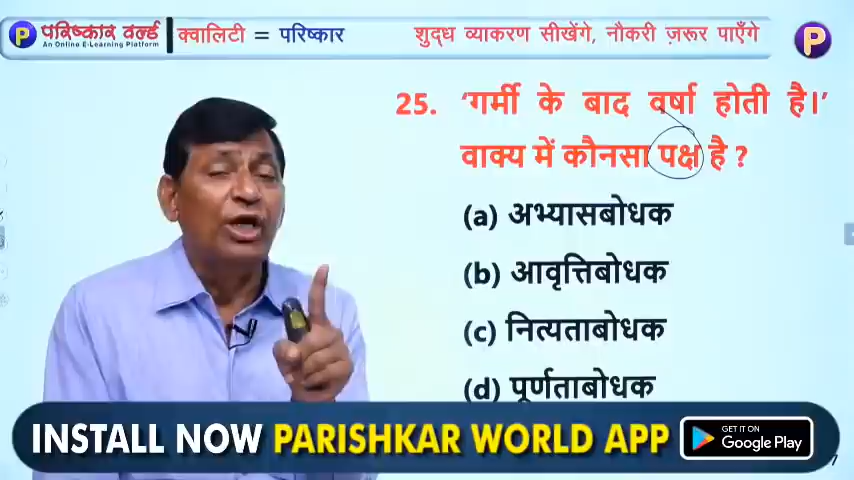 परिष्कार वर्ल्ड
An Online E-Learning Platform
क्वालिटी = परिष्कार
शुद्ध व्याकरण सीखेंगे, नौकरी ज़रूर पाएँगे
P
P
25. ‘गर्मी के बाद वर्षा होती है।’
वाक्य में कौनसा पक्ष है ?
(a) अभ्यासबोधक
(b) आवृत्तिबोधक
(c) नित्यताबोधक
(d) पूर्णताबोधक
INSTALL NOW PARISHKAR WORLD APP
GET IT ON
Google Play
7